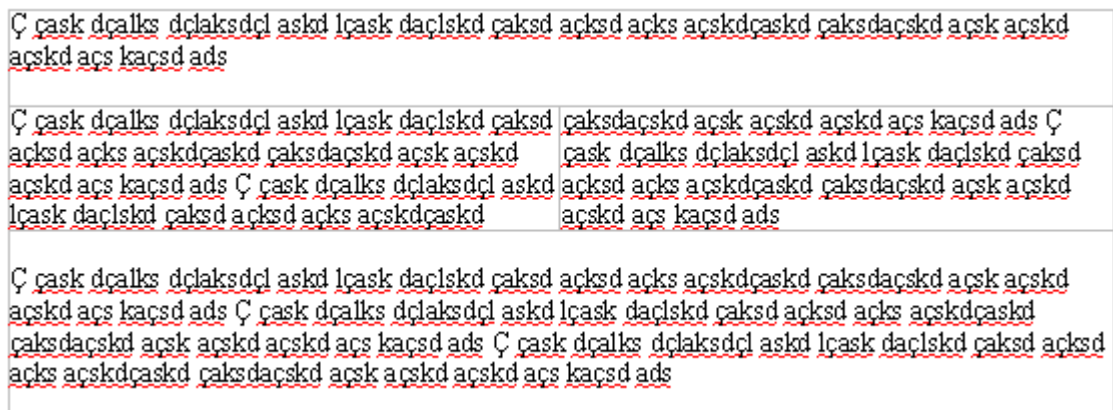 Ç çask dçalks dçlaksdçl askd lçask daçlskd çaksd açksd açks açskdçaskd çaksdaçskd açsk açskd
açskd açs kaçsd ads
Ç çask dçalks dçlaksdçl askd lçask daçlskd çaksd
açksd açks açskdçaskd çaksdaçskd açsk açskd
açskd açs kaçsd ads Ç çask dçalks dçlaksdçl askd
lçask daçlskd çaksd açksd açks açskdçaskd
çaksdaçskd açsk açskd açskd açs kaçsd ads Ç
çask dçalks dçlaksdçl askd lçask daçlskd çaksd
açksd açks açskdçaskd çaksdaçskd açsk açskd
açskd açs kaçsd ads
Ç çask dçalks dçlaksdçl askd lçask daçlskd çaksd açksd açks açskdçaskd çaksdaçskd açsk açskd
açskd açs kaçsd ads Ç çask dçalks dçlaksdçl askd lçask daçlskd çaksd açksd açks açskdçaskd
çaksdaçskd açsk açskd açskd açs kaçsd ads Ç çask dçalks dçlaksdçl askd lçask daçlskd çaksd açksd
açks açskdçaskd çaksdaçskd açsk açskd açskd açs kaçsd ads